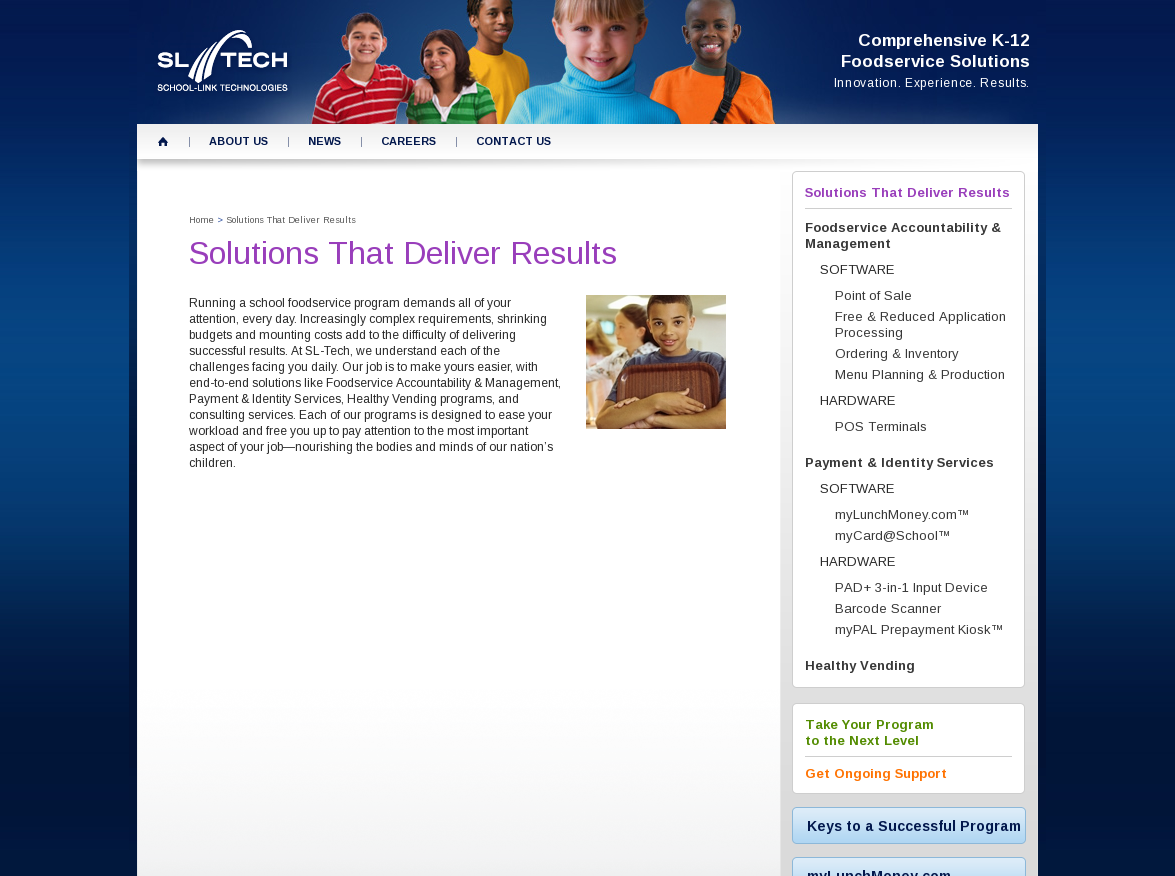 SL TECH
SCHOOL-LINK TECHNOLOGIES
Comprehensive K-12
Foodservice Solutions
Innovation. Experience. Results.
ABOUT US
NEWS
CAREERS
CONTACT US
Home > Solutions That Deliver Results
Solutions That Deliver Results
Running a school foodservice program demands all of your
attention, every day. Increasingly complex requirements, shrinking
budgets and mounting costs add to the difficulty of delivering
successful results. At SL-Tech, we understand each of the
challenges facing you daily. Our job is to make yours easier, with
end-to-end solutions like Foodservice Accountability & Management,
Payment & Identity Services, Healthy Vending programs, and
consulting services. Each of our programs is designed to ease your
workload and free you up to pay attention to the most important
aspect of your job—nourishing the bodies and minds of our nation’s
children.
Solutions That Deliver Results
Foodservice Accountability &
Management
SOFTWARE
Point of Sale
Free & Reduced Application
Processing
Ordering & Inventory
Menu Planning & Production
HARDWARE
POS Terminals
Payment & Identity Services
SOFTWARE
myLunchMoney.com™
myCard@School™
HARDWARE
PAD+ 3-in-1 Input Device
Barcode Scanner
myPAL Prepayment Kiosk™
Healthy Vending
Take Your Program
to the Next Level
Get Ongoing Support
Keys to a Successful Program
myLunchMoney.com